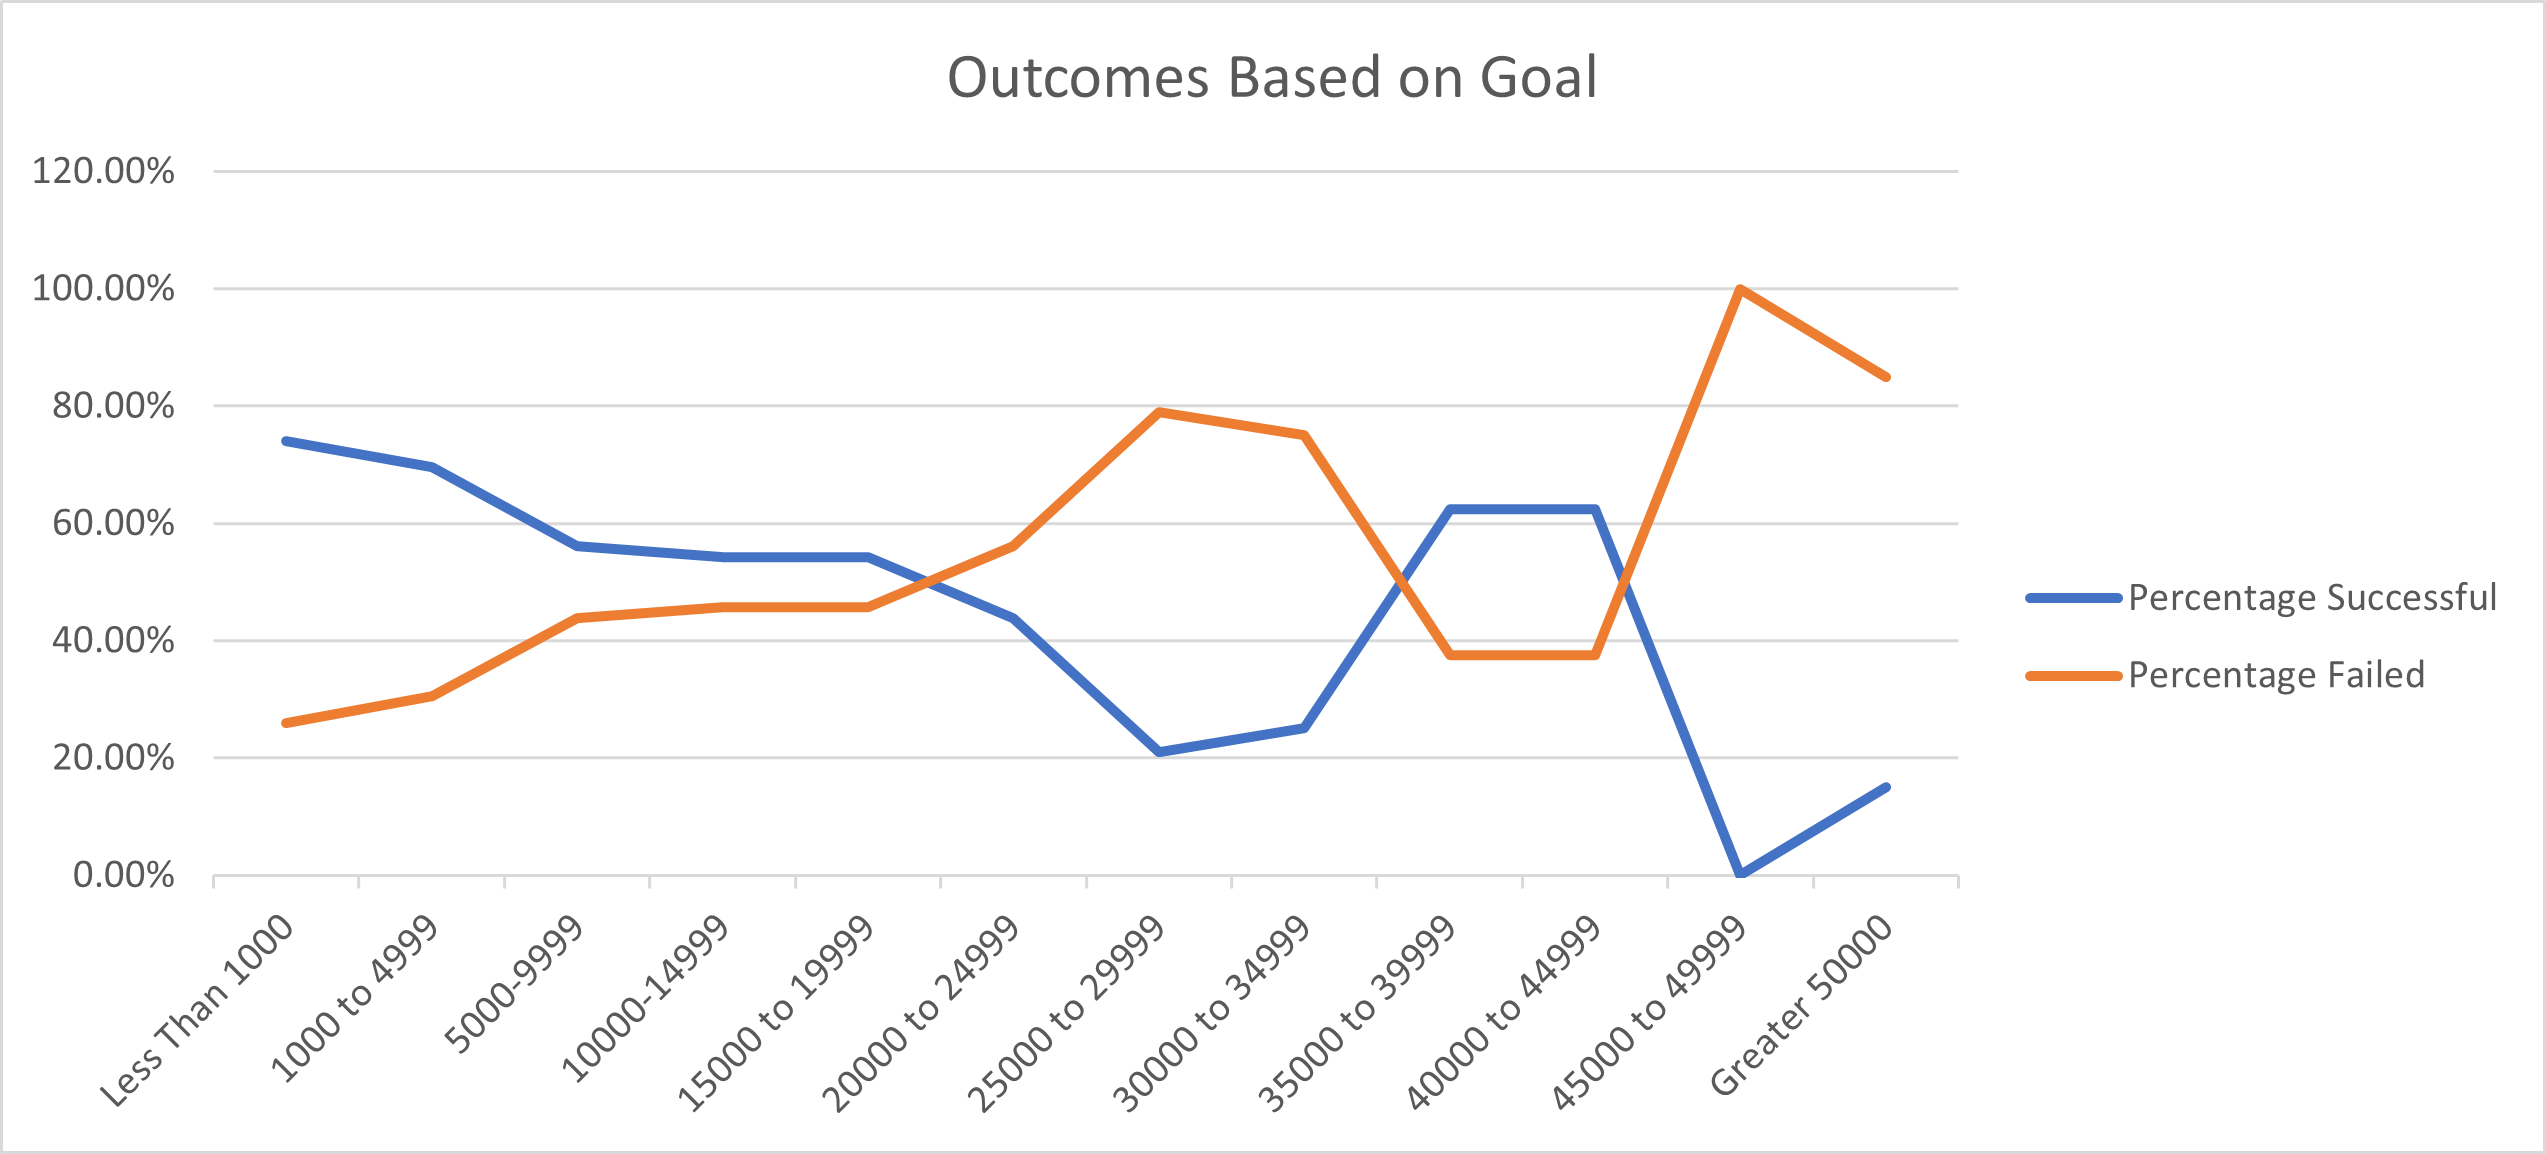 Outcomes Based on Goal
120.00%
100.00%
80.00%
60.00%
40.00%
20.00%
0.00%
Less Than 1000
1000 to 4999
5000-9999
10000-14999
15000 to 19999
20000 to 24999
25000 to 29999
30000 to 34999
35000 to 39999
40000 to 44999
45000 to 49999
Greater 50000
Percentage Successful
Percentage Failed